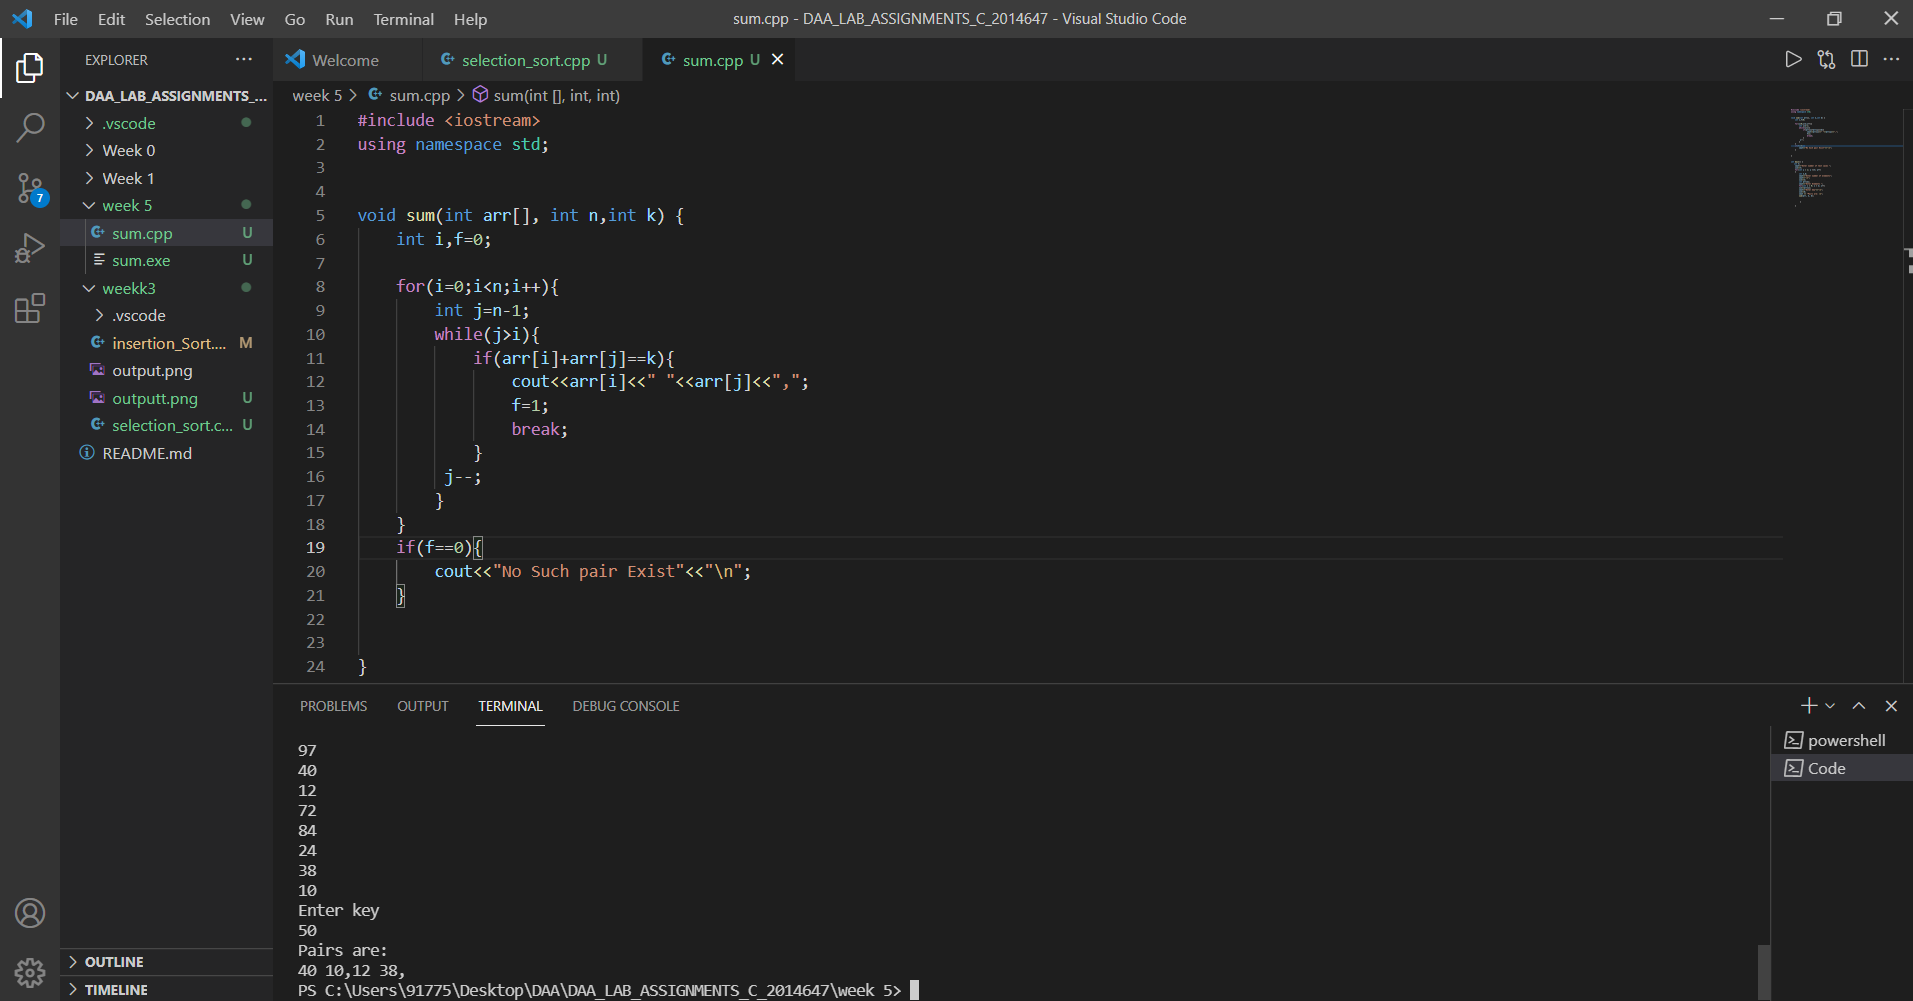 File Edit Selection View Go Run Terminal Help sum.cpp - DAA_LAB_ASSIGNMENTS_C_2014647 - Visual Studio Code
EXPLORER
DAA_LAB_ASSIGNMENTS_...
.vscode
Week 0
Week 1
week 5
sum.cpp U
sum.exe U
weekk3
.vscode
insertion_Sort.... M
output.png
outputt.png U
selection_sort.c... U
README.md
OUTLINE
TIMELINE
7
Welcome selection_sort.cpp U sum.cpp U
week 5 > sum.cpp > sum(int [], int, int)
1 #include <iostream>
2 using namespace std;
3
4
5 void sum(int arr[], int n,int k) {
6 int i,f=0;
7
8 for(i=0;i<n;i++){
9 int j=n-1;
10 while(j>i){
11 if(arr[i]+arr[j]==k){
12 cout<<arr[i]<<" "<<arr[j]<<",";
13 f=1;
14 break;
15 }
16 j--;
17 }
18 }
19 if(f==0){
20 cout<<"No Such pair Exist"<<"\n";
21 }
22
23
24 }
PROBLEMS OUTPUT TERMINAL DEBUG CONSOLE
97
40
12
72
84
24
38
10
Enter key
50
Pairs are:
40 10,12 38,
PS C:\Users\91775\Desktop\DAA\DAA_LAB_ASSIGNMENTS_C_2014647\week 5>
powershell
Code